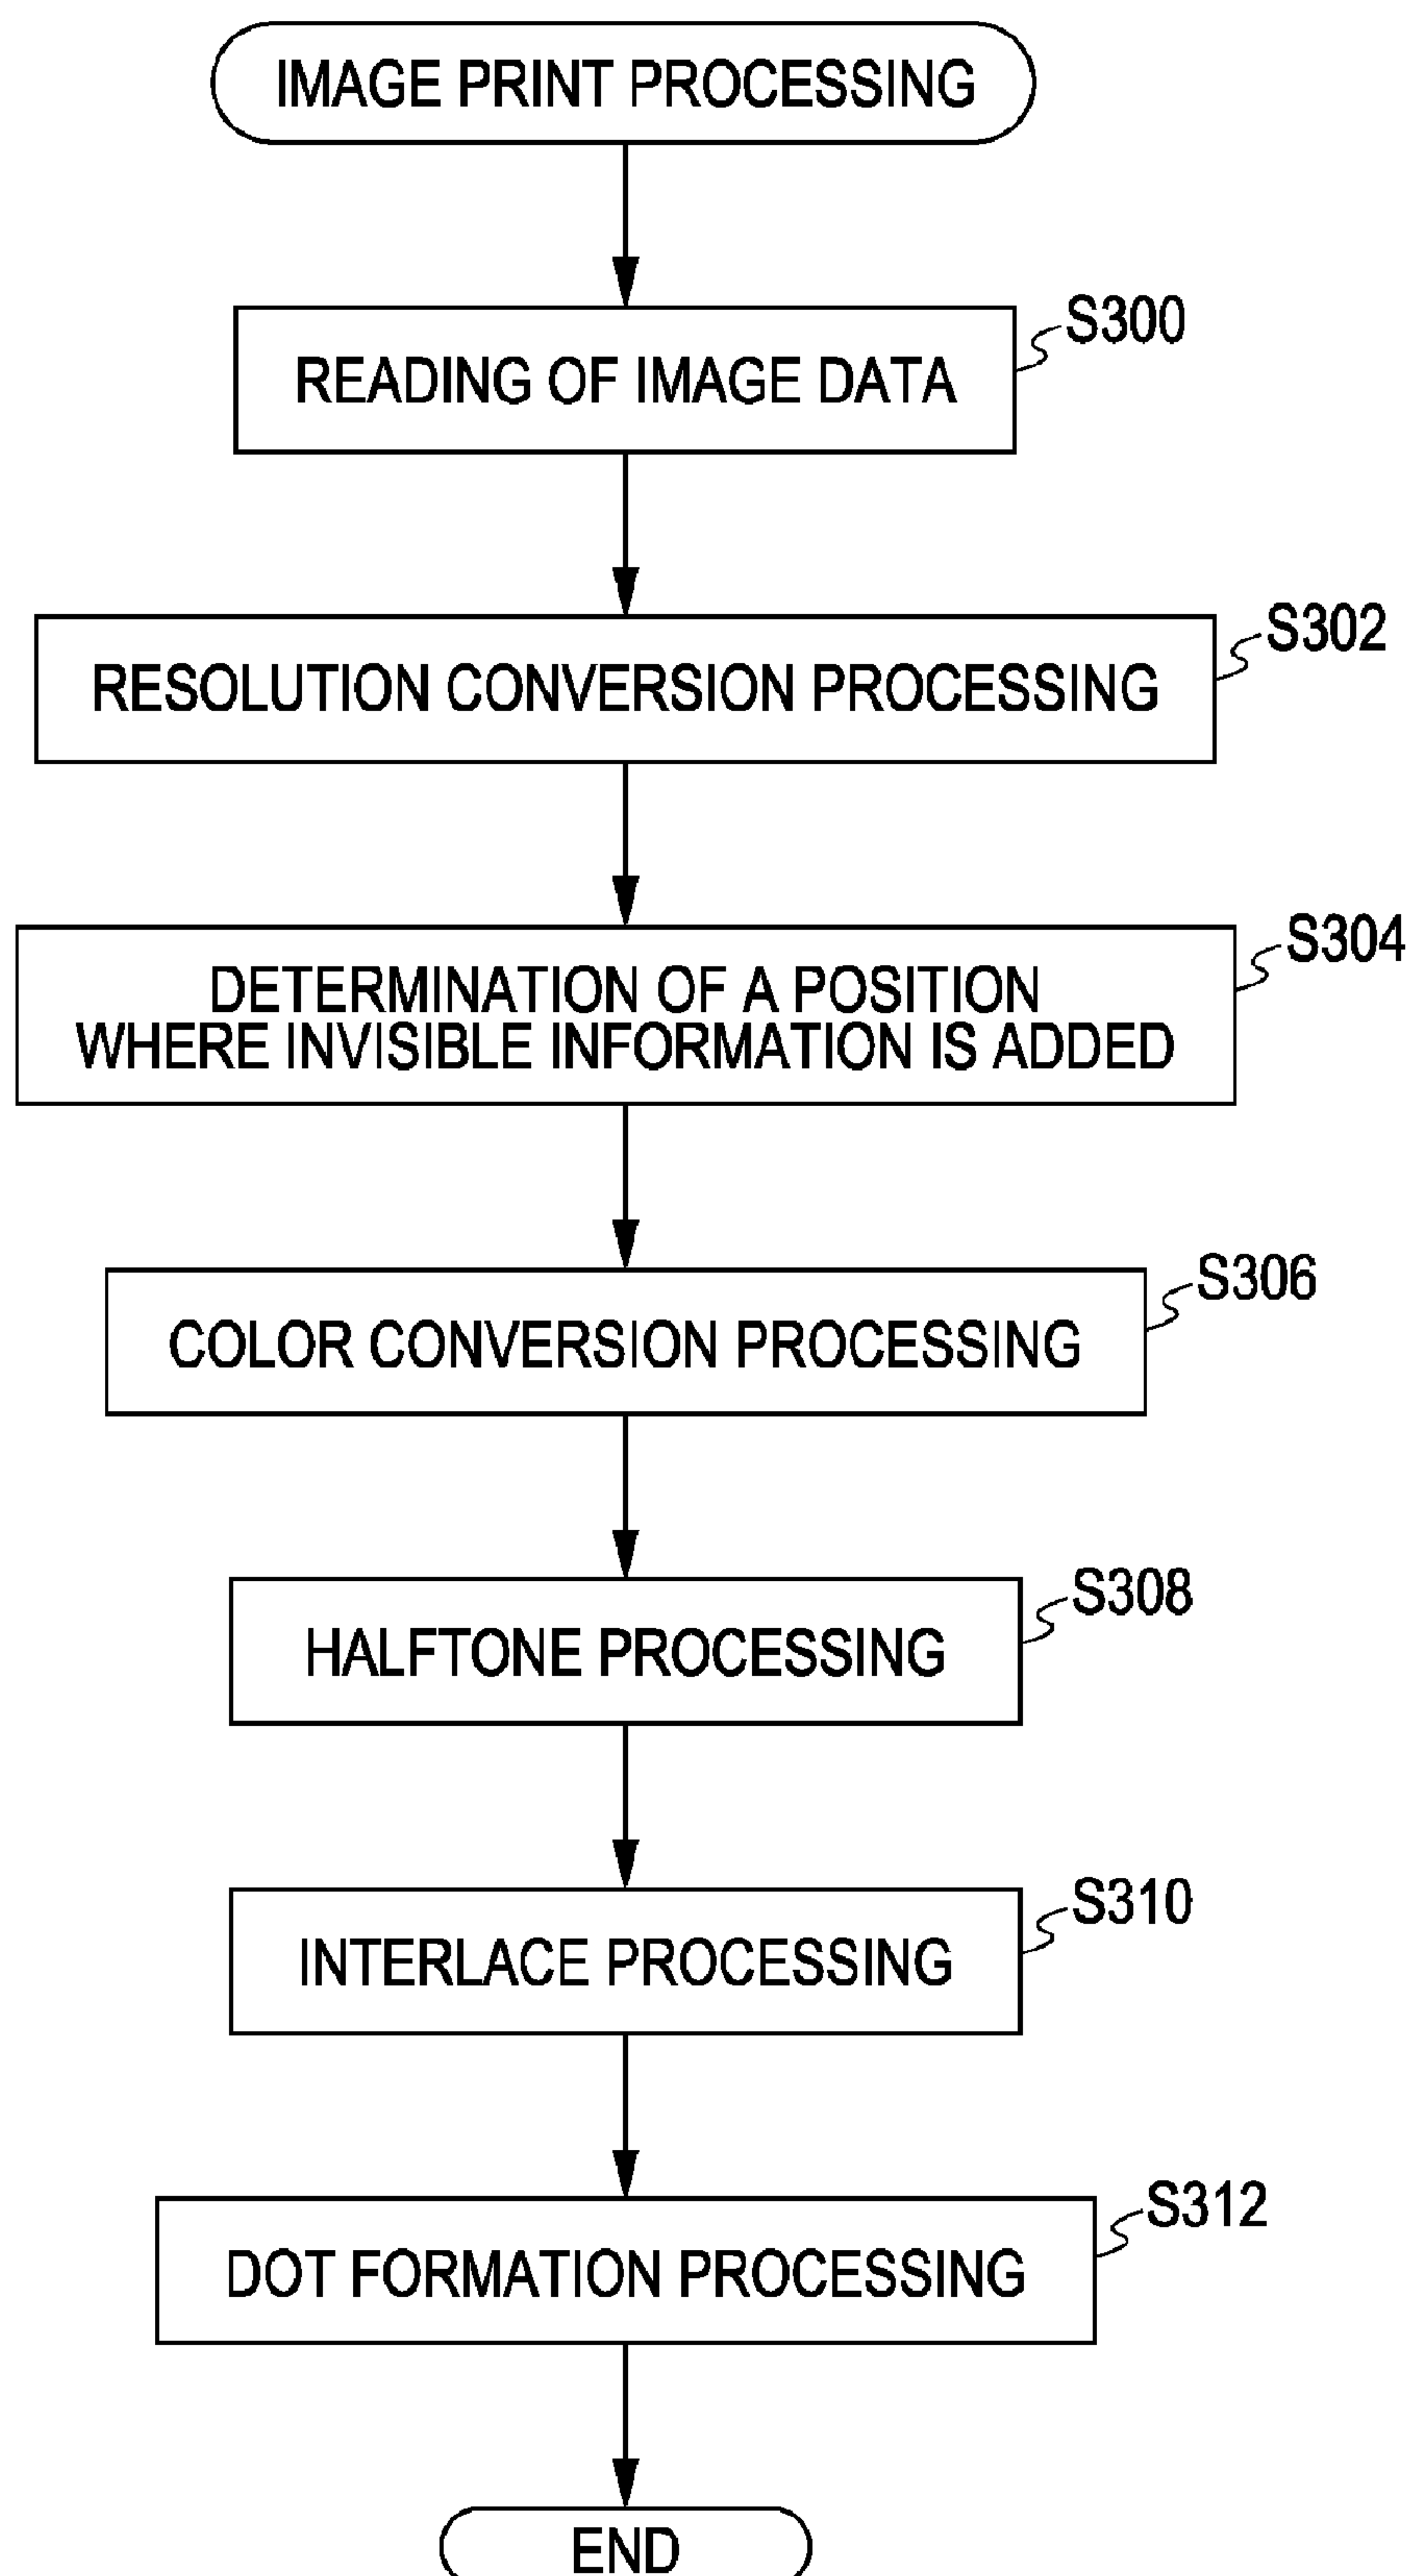 IMAGE PRINT PROCESSING
S300
READING OF IMAGE DATA
S302
RESOLUTION CONVERSION PROCESSING
S304
DETERMINATION OF A POSITION
WHERE INVISIBLE INFORMATION IS ADDED
S306
COLOR CONVERSION PROCESSING
S308
HALFTONE PROCESSING
S310
INTERLACE PROCESSING
S312
DOT FORMATION PROCESSING
END